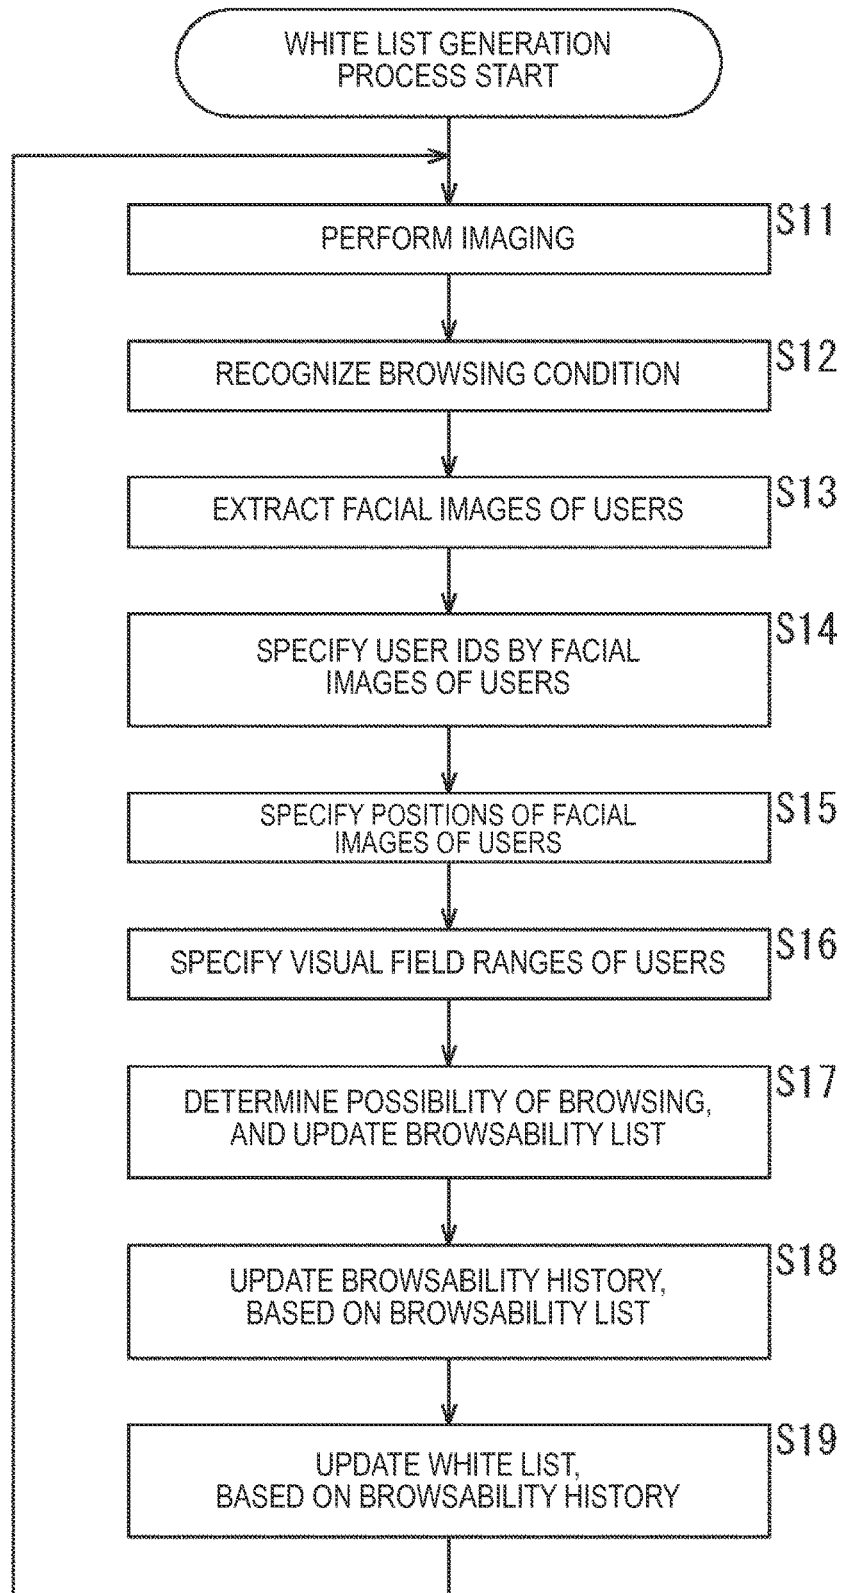 WHITE LIST GENERATION
PROCESS START
S11
PERFORM IMAGING
S12
RECOGNIZE BROWSING CONDITION
S13
EXTRACT FACIAL IMAGES OF USERS
S14
SPECIFY USER IDS BY FACIAL
IMAGES OF USERS
S15
SPECIFY POSITIONS OF FACIAL
IMAGES OF USERS
S16
SPECIFY VISUAL FIELD RANGES OF USERS
S17
DETERMINE POSSIBILITY OF BROWSING,
AND UPDATE BROWSABILITY LIST
S18
UPDATE BROWSABILITY HISTORY,
BASED ON BROWSABILITY LIST
S19
UPDATE WHITE LIST,
BASED ON BROWSABILITY HISTORY